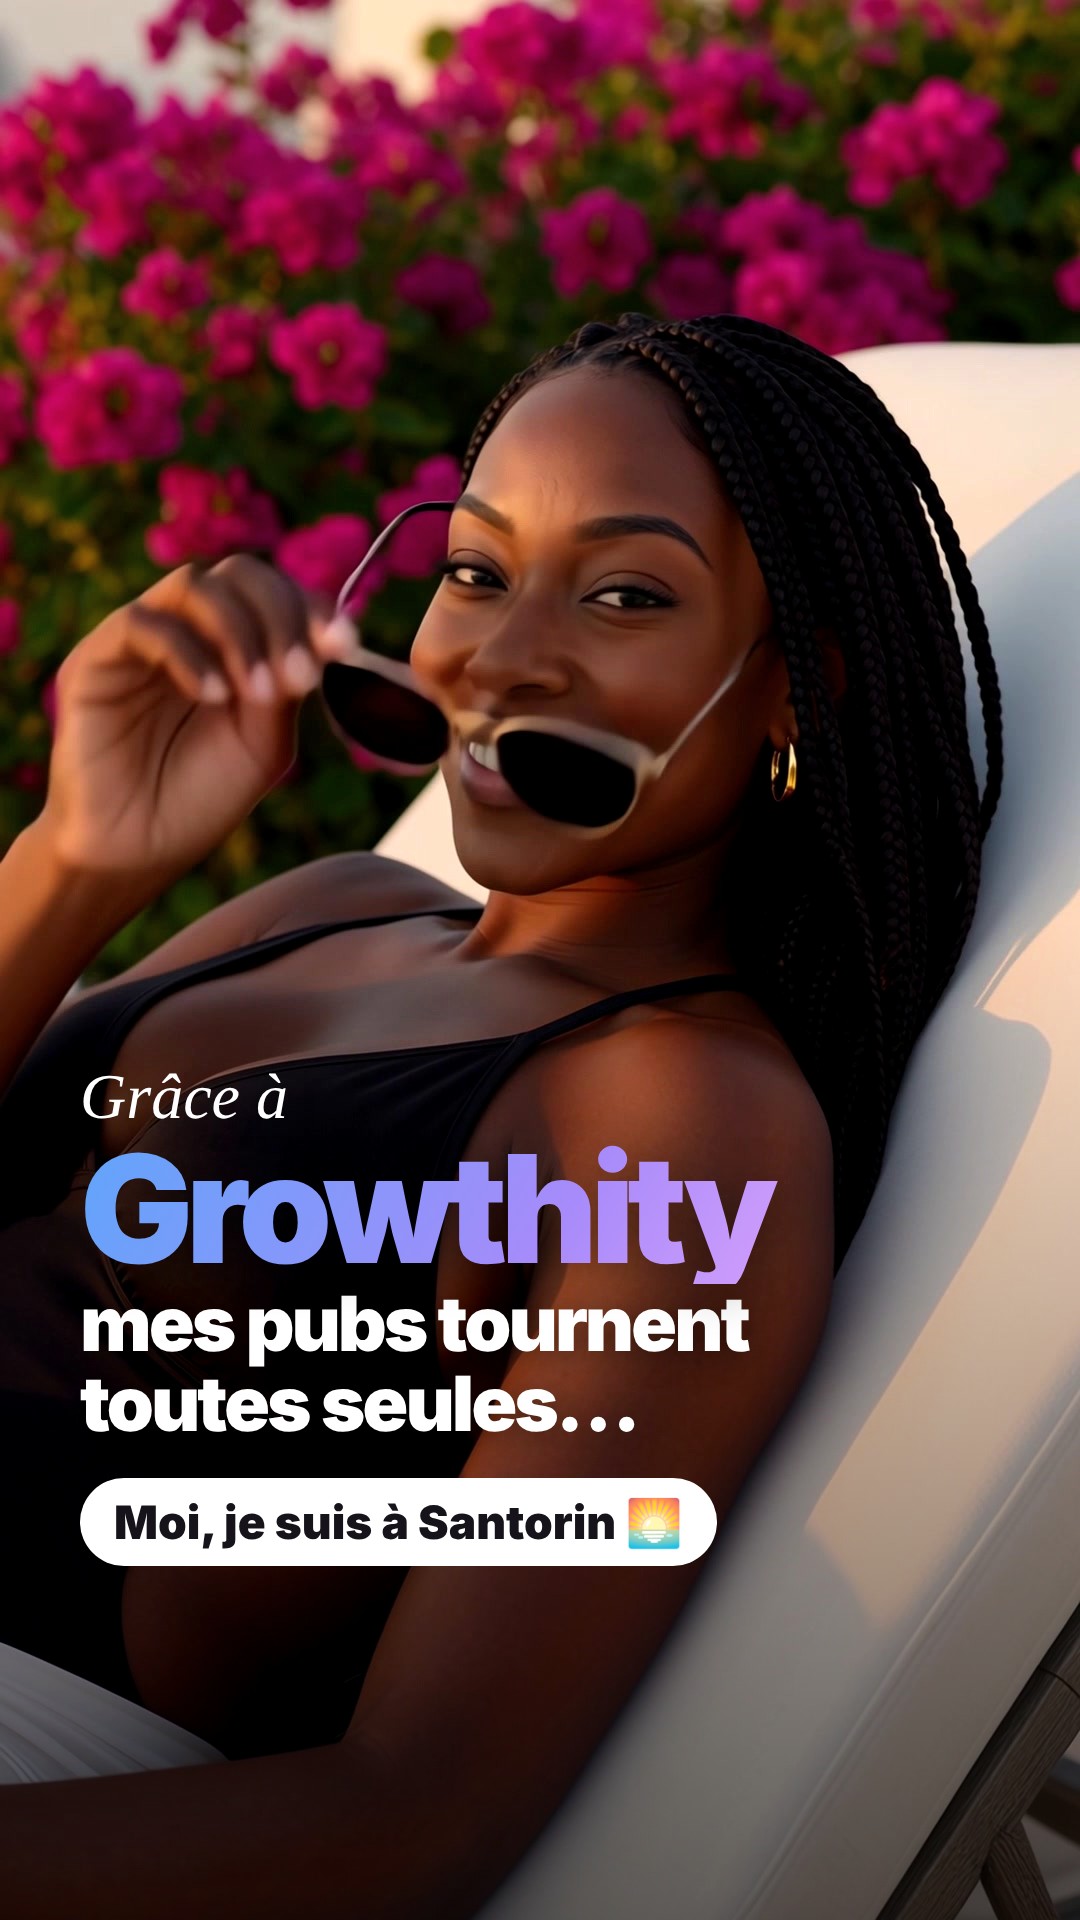 Grâce à
Growthity
mes pubs tournent
toutes seules…
Moi, je suis à Santorin 🌅